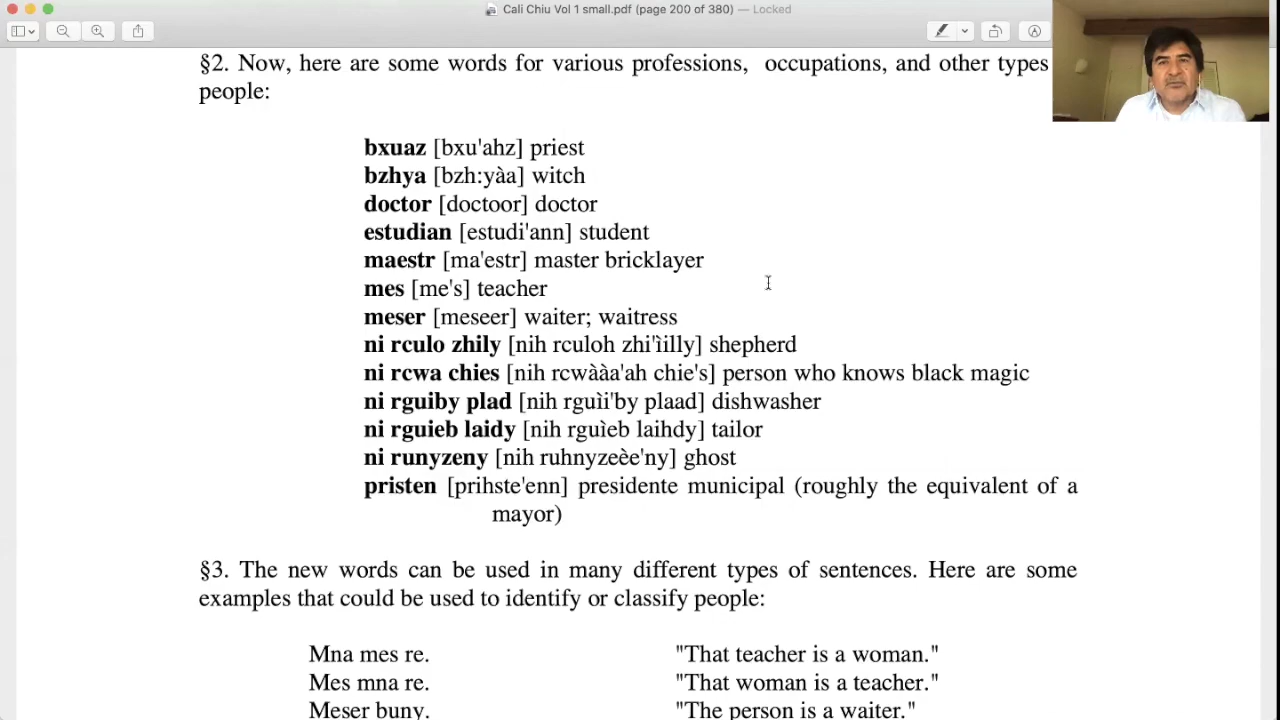 Cali Chiu Vol 1 small.pdf (page 200 of 380) — Locked
§2. Now, here are some words for various professions, occupations, and other types
people:
bxuaz [bxu'ahz] priest
bzhya [bzh:yàa] witch
doctor [doctoor] doctor
estudian [estudi'ann] student
maestr [ma'estr] master bricklayer
mes [me's] teacher
meser [meseer] waiter; waitress
ni rculo zhily [nih rculoh zhi'ìilly] shepherd
ni rcwa chies [nih rcwààa'ah chie's] person who knows black magic
ni rguiby plad [nih rguìi'by plaad] dishwasher
ni rguieb laidy [nih rguìeb laihdy] tailor
ni runyzeny [nih ruhnyzeèe'ny] ghost
pristen [prihste'enn] presidente municipal (roughly the equivalent of a
mayor)
§3. The new words can be used in many different types of sentences. Here are some
examples that could be used to identify or classify people:
Mna mes re. "That teacher is a woman."
Mes mna re. "That woman is a teacher."
Meser buny. "The person is a waiter."